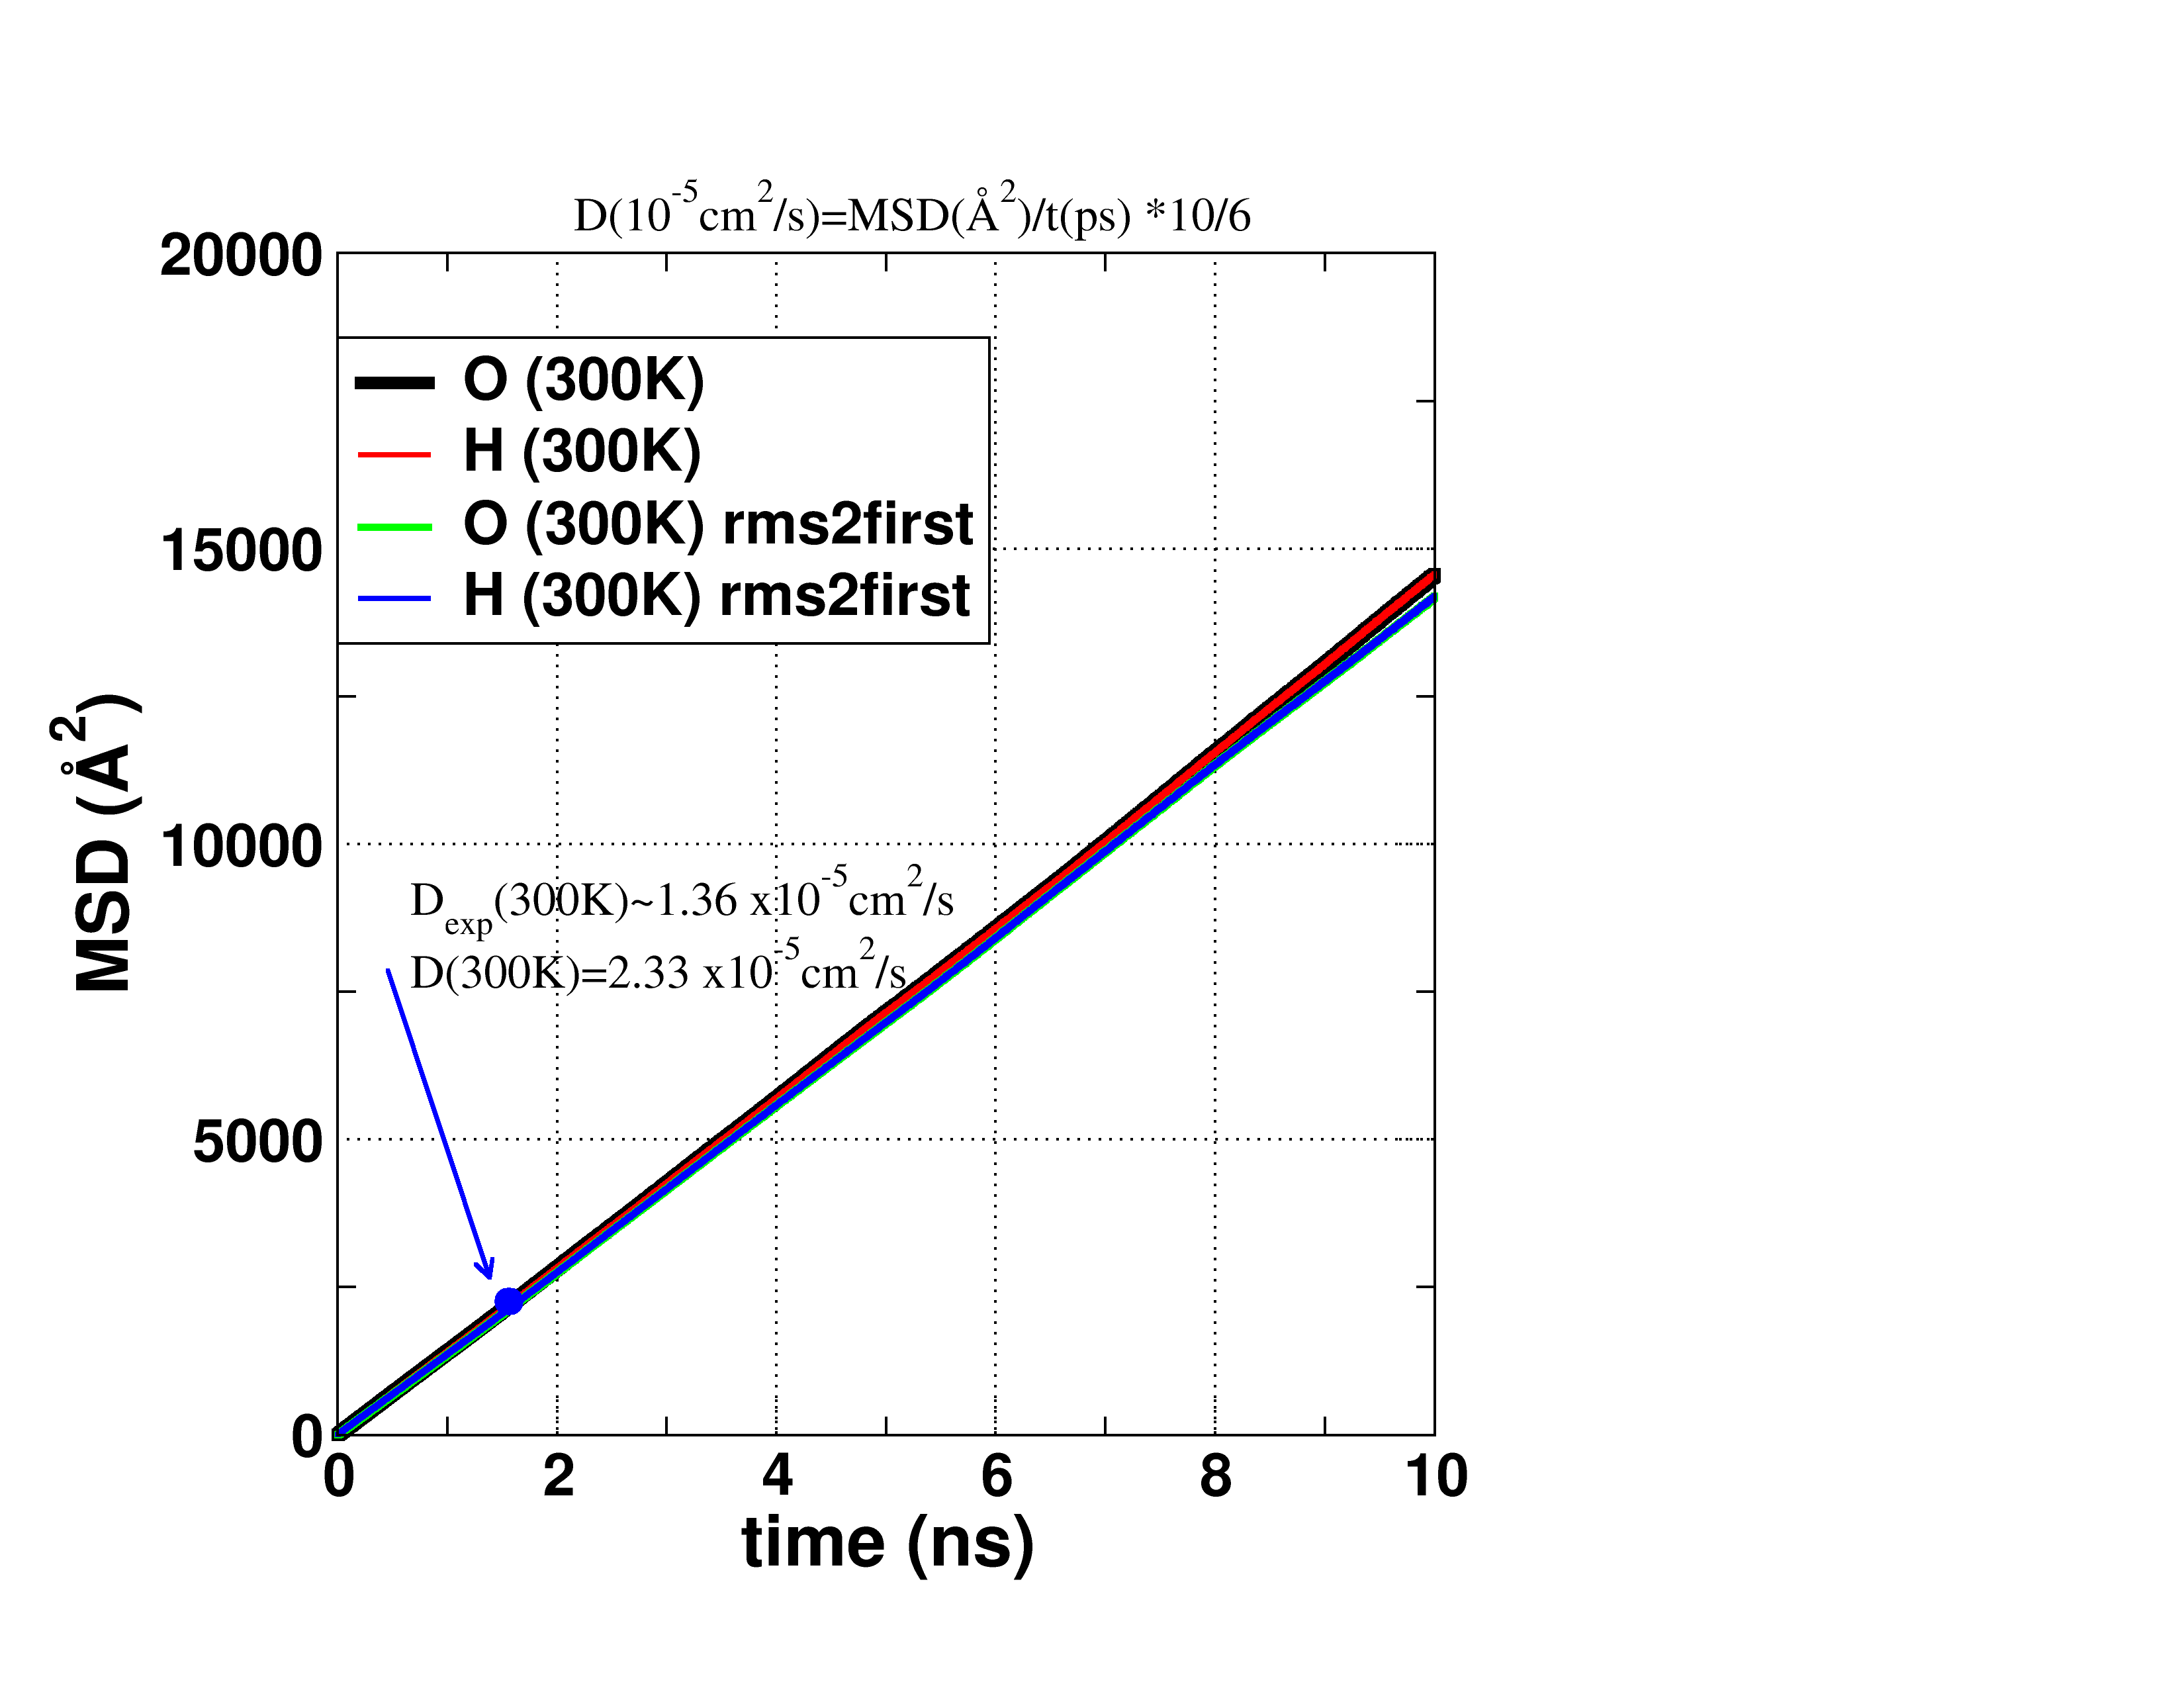 D(10⁻⁵cm²/s)=MSD(Å²)/t(ps) *10/6
20000
O (300K)
H (300K)
O (300K) rms2first
H (300K) rms2first
15000
10000
5000
0
MSD (Å²)
D_exp(300K)~1.36 x10⁻⁵cm²/s
D(300K)=2.33 x10⁻⁵cm²/s
0 2 4 6 8 10
time (ns)